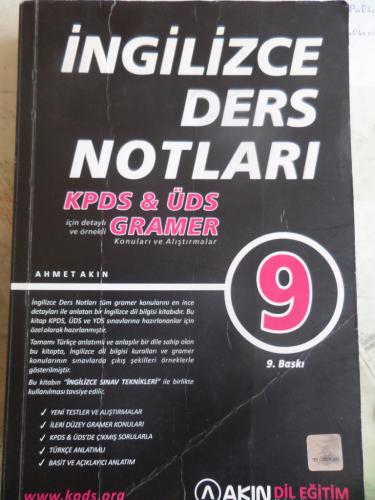 İNGİLİZCE
DERS
NOTLARI
KPDS & ÜDS
için detaylı
ve örnekli
GRAMER
Konuları ve Alıştırmalar
AHMET AKIN
9
9. Baskı
İngilizce Ders Notları tüm gramer konularını en ince
detayları ile anlatan bir İngilizce dil bilgisi kitabıdır. Bu
kitap KPDS, ÜDS ve YDS sınavlarına hazırlananlar için
özel olarak hazırlanmıştır.
Tamamı Türkçe anlatımlı ve anlaşılır bir dile sahip olan
bu kitapta, İngilizce dil bilgisi kuralları ve gramer
konularının sınavlarda çıkış şekilleri örneklerle
gösterilmiştir.
Bu kitabın "İNGİLİZCE SINAV TEKNİKLERİ" ile birlikte
kullanılması tavsiye edilir.
YENİ TESTLER VE ALIŞTIRMALAR
İLERİ DÜZEY GRAMER KONULARI
KPDS & ÜDS'DE ÇIKMIŞ SORULARLA
TÜRKÇE ANLATIMLI
BASİT VE AÇIKLAYICI ANLATIM
www.kpds.org
AKIN DİL EĞİTİM